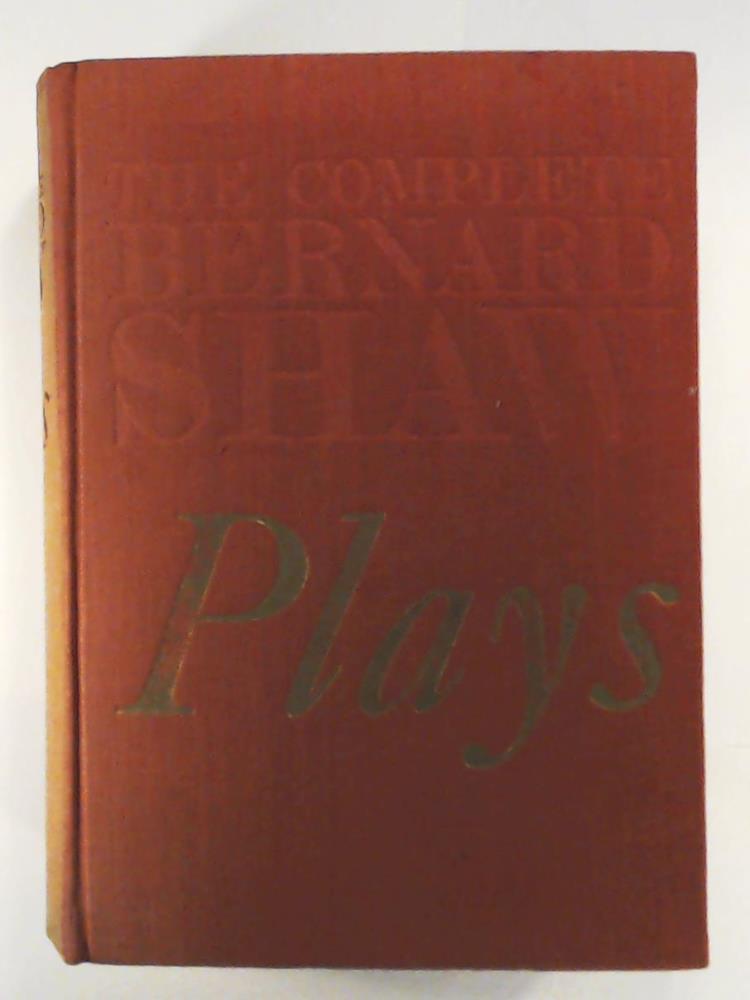 THE COMPLETE
BERNARD
SHAW
Plays